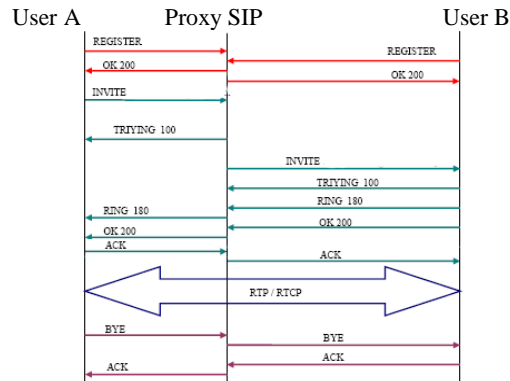 User A Proxy SIP User B
REGISTER
REGISTER
OK 200
OK 200
INVITE
TRIYING 100
INVITE
TRIYING 100
RING 180
RING 180
OK 200
OK 200
ACK
ACK
RTP / RTCP
BYE
BYE
ACK
ACK